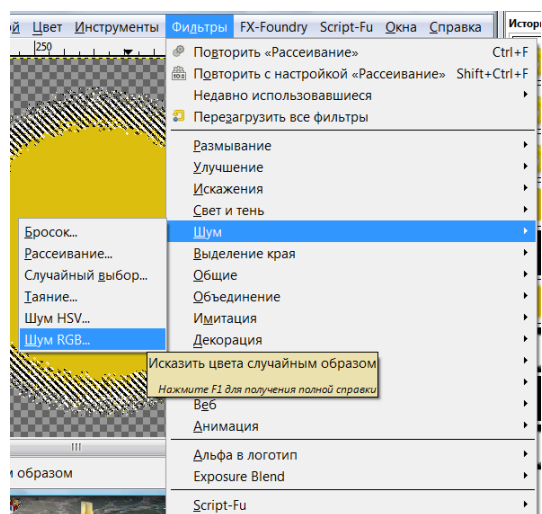 й Цвет Инструменты Фильтры FX-Foundry Script-Fu Окна Справка
Истори
250
Повторить «Рассеивание» Ctrl+F
Повторить с настройкой «Рассеивание» Shift+Ctrl+F
Недавно использовавшиеся
Перезагрузить все фильтры
Размывание
Улучшение
Искажения
Свет и тень
Шум
Выделение края
Общие
Объединение
Имитация
Декорация
Веб
Анимация
Альфа в логотип
Exposure Blend
Script-Fu
Бросок...
Рассеивание...
Случайный выбор...
Таяние...
Шум HSV...
Шум RGB...
Исказить цвета случайным образом
Нажмите F1 для получения полной справки
образом